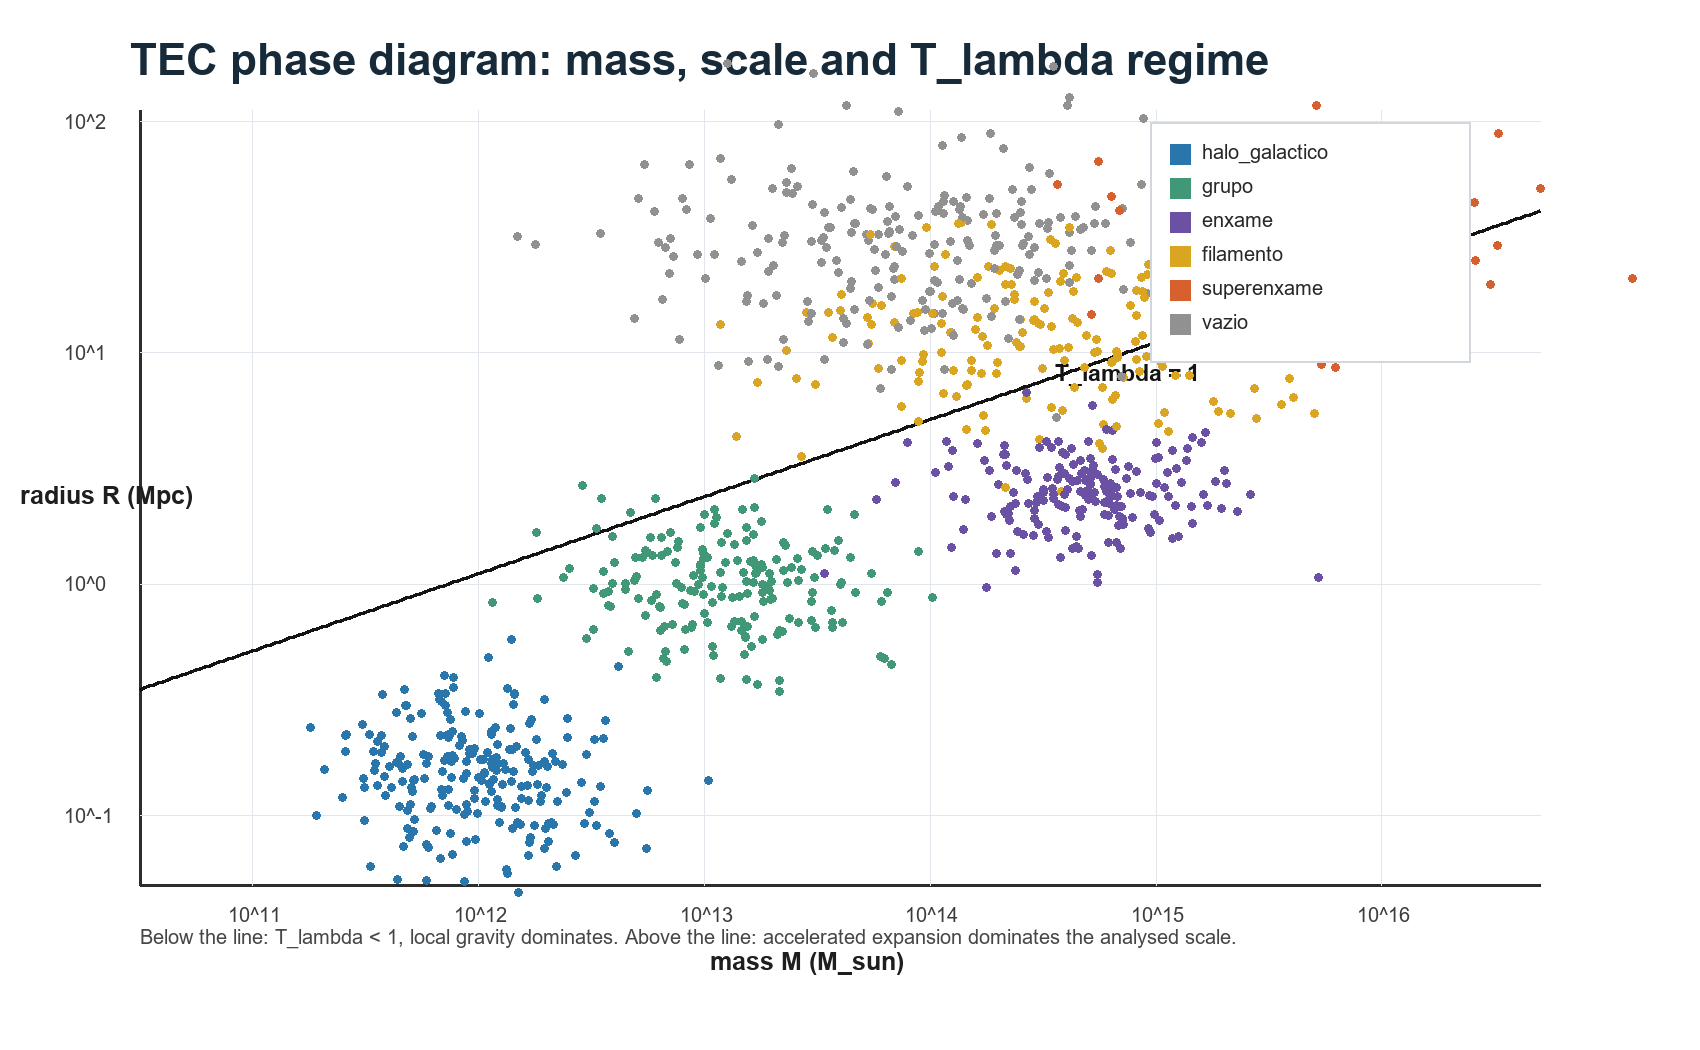 TEC phase diagram: mass, scale and T_lambda regime
10^2
halo_galactico
grupo
enxame
filamento
superenxame
vazio
10^1
T_lambda = 1
radius R (Mpc)
10^0
10^-1
10^11 10^12 10^13 10^14 10^15 10^16
Below the line: T_lambda < 1, local gravity dominates. Above the line: accelerated expansion dominates the analysed scale.
mass M (M_sun)